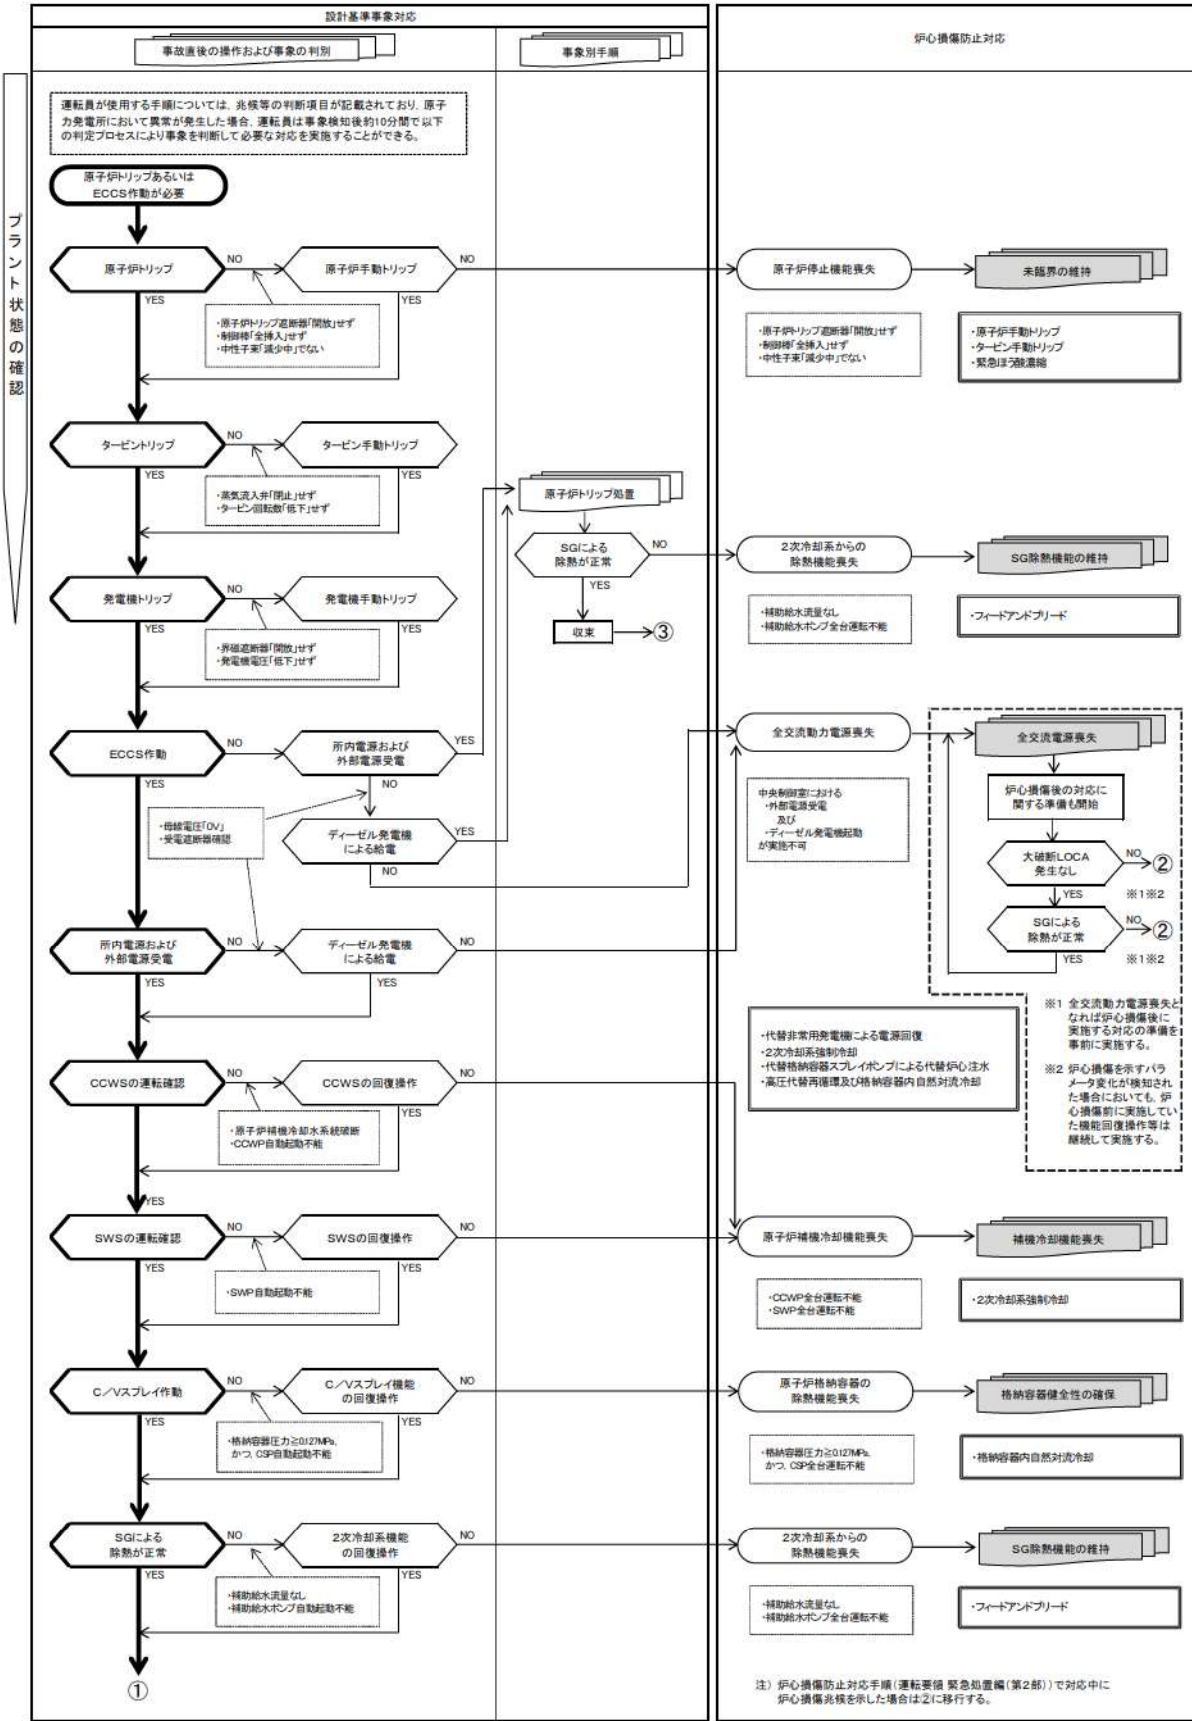 設計基準事象対応
事故直後の操作および事象の判別
事象別手順
炉心損傷防止対応
プラント状態の確認
運転員が使用する手順については、兆候等の判断項目が記載されており、原子
力発電所において異常が発生した場合、運転員は事象検知後約10分間で以下
の判定プロセスにより事象を判断して必要な対応を実施することができる。
原子炉トリップあるいは
ECCS作動が必要
原子炉トリップ
NO
原子炉手動トリップ
NO
原子炉停止機能喪失
未臨界の維持
YES
YES
・原子炉トリップ遮断器「開放」せず
・制御棒「全挿入」せず
・中性子束「減少中」でない
・原子炉トリップ遮断器「開放」せず
・制御棒「全挿入」せず
・中性子束「減少中」でない
・原子炉手動トリップ
・タービン手動トリップ
・緊急ほう酸濃縮
タービントリップ
NO
タービン手動トリップ
YES
YES
・蒸気流入弁「閉止」せず
・タービン回転数「低下」せず
原子炉トリップ処置
SGによる
除熱が正常
NO
YES
収束
③
2次冷却系からの
除熱機能喪失
SG除熱機能の維持
・補助給水流量なし
・補助給水ポンプ全台運転不能
・フィードアンドブリード
発電機トリップ
NO
発電機手動トリップ
YES
YES
・界磁遮断器「開放」せず
・発電機電圧「低下」せず
ECCS作動
NO
所内電源および
外部電源受電
YES
YES
NO
・母線電圧「0V」
・受電遮断器確認
ディーゼル発電機
による給電
YES
NO
全交流動力電源喪失
全交流電源喪失
中央制御室における
・外部電源受電
及び
・ディーゼル発電機起動
が実施不可
炉心損傷後の対応に
関する準備も開始
大破断LOCA
発生なし
NO
②
YES
※1※2
SGによる
除熱が正常
NO
②
YES
※1※2
所内電源および
外部電源受電
NO
ディーゼル発電機
による給電
NO
YES
YES
・代替非常用発電機による電源回復
・2次冷却系強制冷却
・代替格納容器スプレイポンプによる代替炉心注水
・高圧代替再循環及び格納容器内自然対流冷却
※1 全交流動力電源喪失と
なれば炉心損傷後に
実施する対応の準備を
事前に実施する。
※2 炉心損傷を示すパラ
メータ変化が検知され
た場合においても、炉
心損傷前に実施してい
た機能回復操作等は
継続して実施する。
CCWSの運転確認
NO
CCWSの回復操作
NO
YES
・原子炉補機冷却水系統破断
・CCWP自動起動不能
YES
SWSの運転確認
NO
SWSの回復操作
NO
原子炉補機冷却機能喪失
補機冷却機能喪失
YES
YES
・SWP自動起動不能
・CCWP全台運転不能
・SWP全台運転不能
・2次冷却系強制冷却
C/Vスプレイ作動
NO
C/Vスプレイ機能
の回復操作
NO
原子炉格納容器の
除熱機能喪失
格納容器健全性の確保
YES
YES
・格納容器圧力≧0.127MPa、
かつ、CSP自動起動不能
・格納容器圧力≧0.127MPa、
かつ、CSP全台運転不能
・格納容器内自然対流冷却
SGによる
除熱が正常
NO
2次冷却系機能
の回復操作
NO
2次冷却系からの
除熱機能喪失
SG除熱機能の維持
YES
YES
・補助給水流量なし
・補助給水ポンプ自動起動不能
・補助給水流量なし
・補助給水ポンプ全台運転不能
・フィードアンドブリード
①
注) 炉心損傷防止対応手順(運転要領 緊急処置編(第2部))で対応中に
炉心損傷兆候を示した場合は②に移行する。